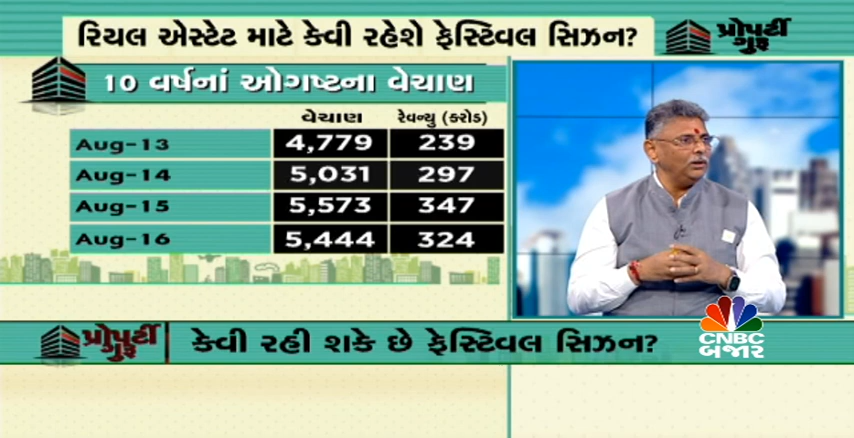 રિયલ એસ્ટેટ માટે કેવી રહેશે ફેસ્ટિવલ સિઝન?
પ્રોપર્ટી
ગુરૂ
10 વર્ષનાં ઓગષ્ટના વેચાણ
વેચાણ રેવન્યુ (કરોડ)
Aug-13 4,779 239
Aug-14 5,031 297
Aug-15 5,573 347
Aug-16 5,444 324
CNBC
બજાર
પ્રોપર્ટી
ગુરૂ
કેવી રહી શકે છે ફેસ્ટિવલ સિઝન?